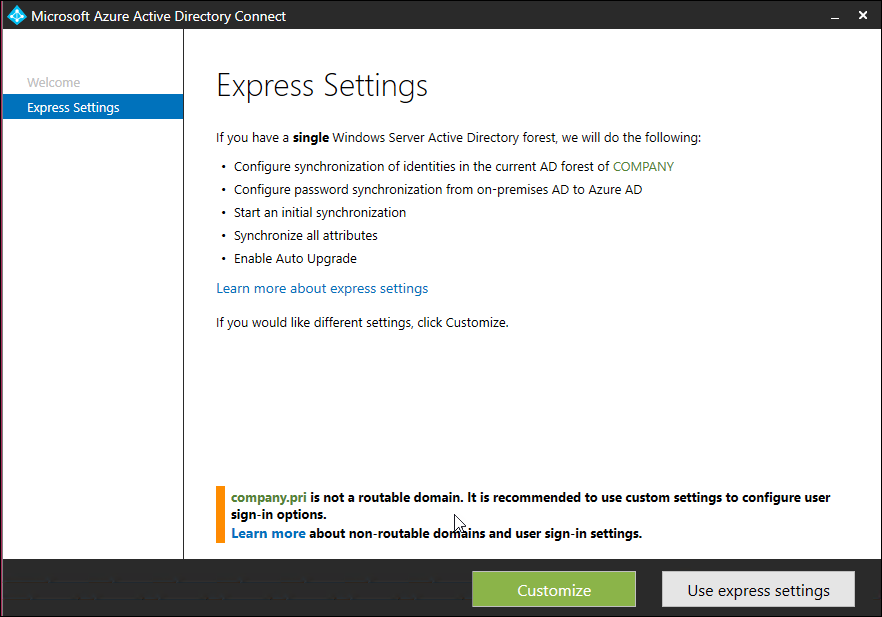 Microsoft Azure Active Directory Connect
Welcome
Express Settings
Express Settings
If you have a single Windows Server Active Directory forest, we will do the following:
• Configure synchronization of identities in the current AD forest of COMPANY
• Configure password synchronization from on-premises AD to Azure AD
• Start an initial synchronization
• Synchronize all attributes
• Enable Auto Upgrade
Learn more about express settings
If you would like different settings, click Customize.
company.pri is not a routable domain. It is recommended to use custom settings to configure user
sign-in options.
Learn more about non-routable domains and user sign-in settings.
Customize
Use express settings